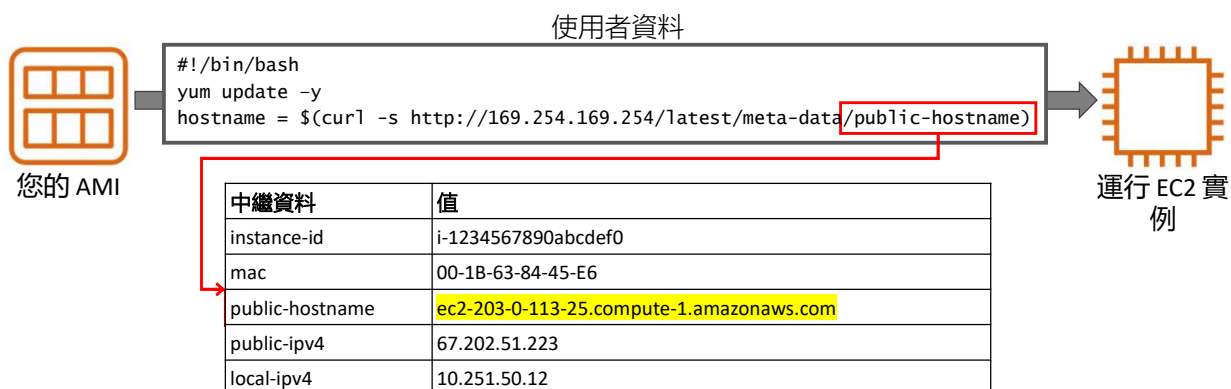 使用者資料
#!/bin/bash
yum update –y
hostname = $(curl -s http://169.254.169.254/latest/meta-data/public-hostname)
您的 AMI
運行 EC2 實
例
中繼資料 值
instance-id i-1234567890abcdef0
mac 00-1B-63-84-45-E6
public-hostname ec2-203-0-113-25.compute-1.amazonaws.com
public-ipv4 67.202.51.223
local-ipv4 10.251.50.12